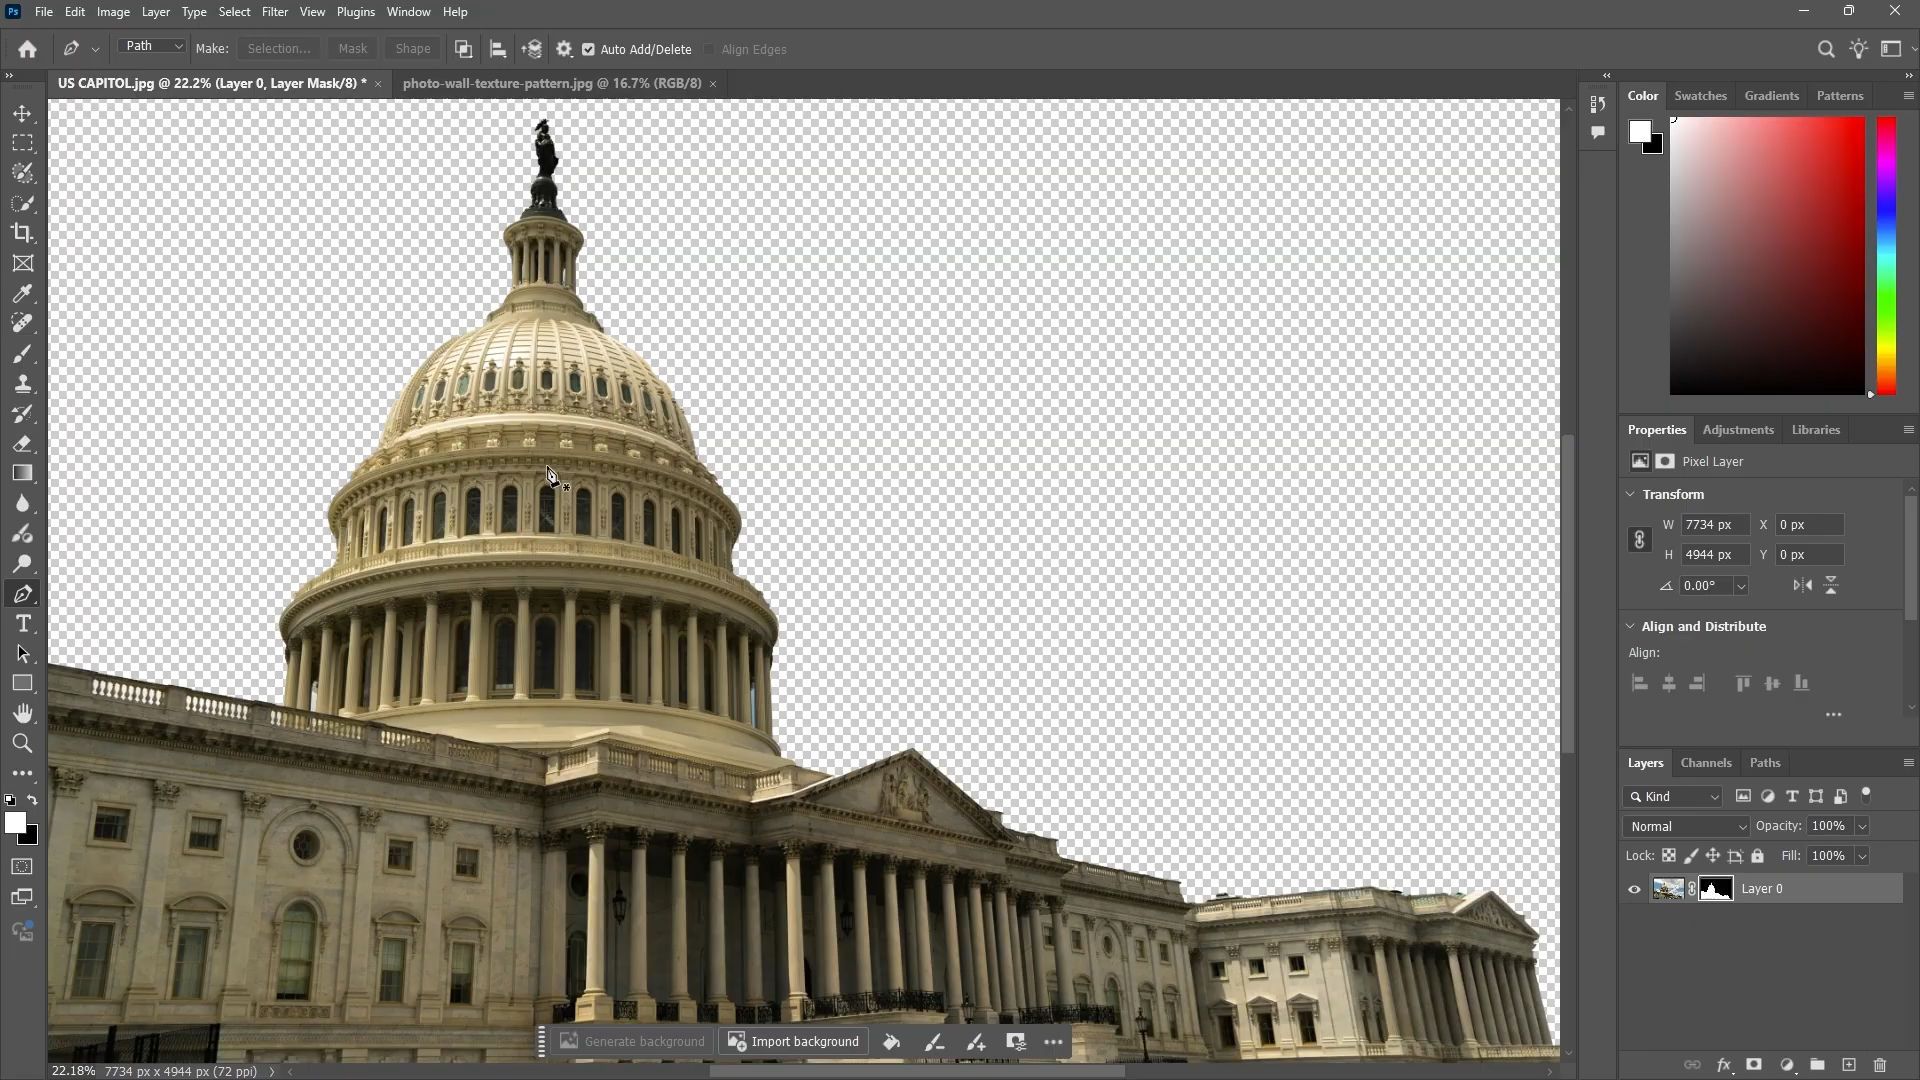 Ps File Edit Image Layer Type Select Filter View Plugins Window Help
Path Make: Selection... Mask Shape Auto Add/Delete Align Edges
US CAPITOL.jpg @ 22.2% (Layer 0, Layer Mask/8) * × photo-wall-texture-pattern.jpg @ 16.7% (RGB/8) ×
Color Swatches Gradients Patterns
Properties Adjustments Libraries
Pixel Layer
Transform
W 7734 px X 0 px
H 4944 px Y 0 px
0.00°
Align and Distribute
Align:
Layers Channels Paths
Kind
Normal Opacity: 100%
Lock: Fill: 100%
Layer 0
Generate background Import background
22.18% 7734 px x 4944 px (72 ppi)
fx